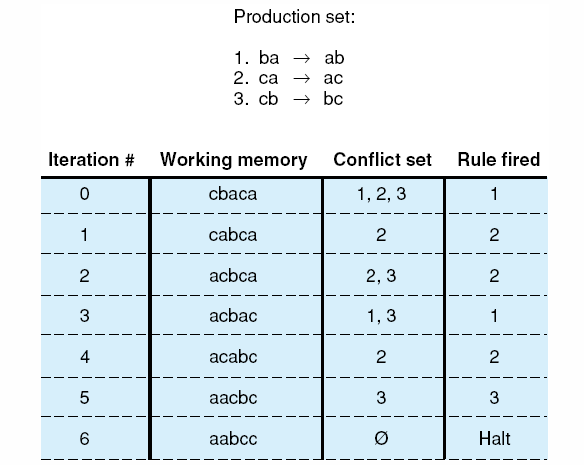 Production set:
1. ba → ab
2. ca → ac
3. cb → bc
Iteration # Working memory Conflict set Rule fired
0 cbaca 1, 2, 3 1
1 cabca 2 2
2 acbca 2, 3 2
3 acbac 1, 3 1
4 acabc 2 2
5 aacbc 3 3
6 aabcc Ø Halt